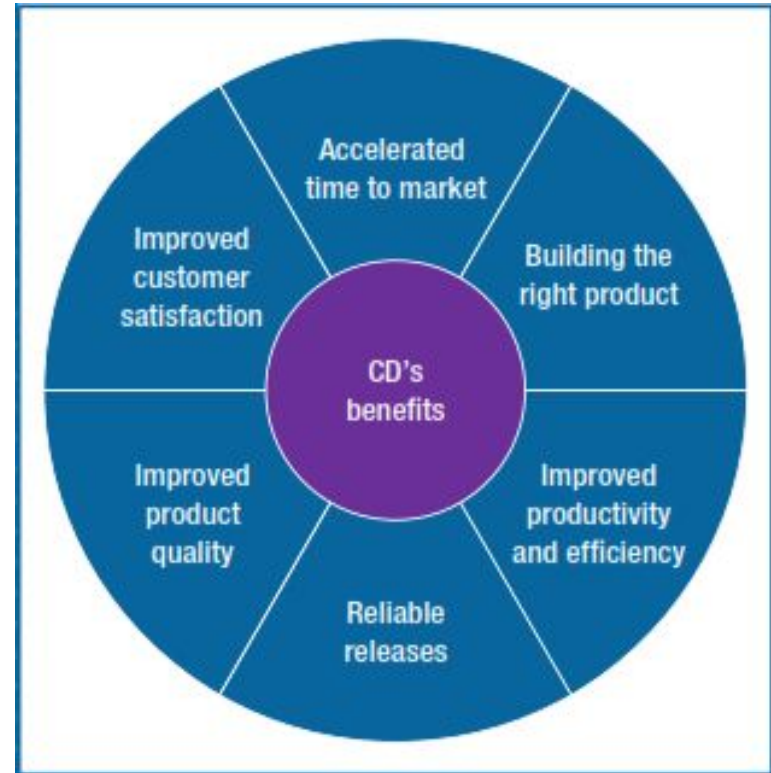 Accelerated
time to market
Building the
right product
Improved
productivity
and efficiency
Reliable
releases
Improved
product
quality
Improved
customer
satisfaction
CD's
benefits